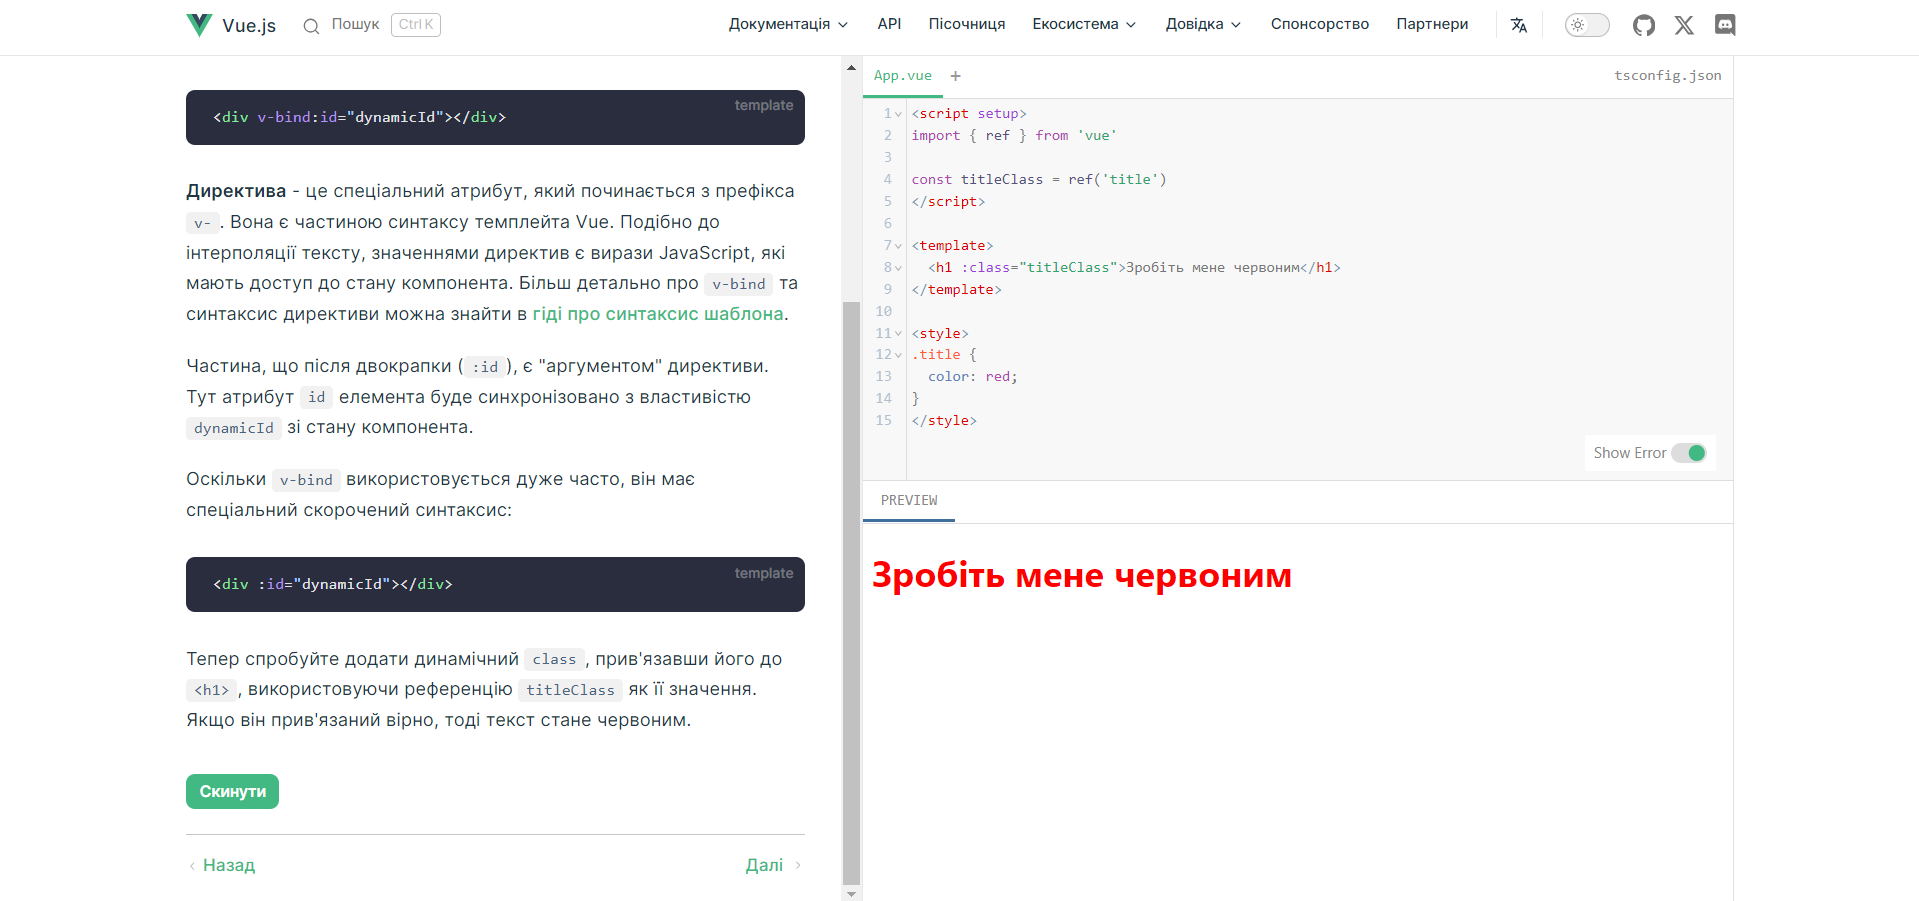 Vue.js Пошук Ctrl K Документація API Пісочниця Екосистема Довідка Спонсорство Партнери
template
<div v-bind:id="dynamicId"></div>
Директива - це спеціальний атрибут, який починається з префікса
v- . Вона є частиною синтаксу темплейта Vue. Подібно до
інтерполяції тексту, значеннями директив є вирази JavaScript, які
мають доступ до стану компонента. Більш детально про v-bind та
синтаксис директиви можна знайти в гіді про синтаксис шаблона.
Частина, що після двокрапки ( :id ), є "аргументом" директиви.
Тут атрибут id елемента буде синхронізовано з властивістю
dynamicId зі стану компонента.
Оскільки v-bind використовується дуже часто, він має
спеціальний скорочений синтаксис:
template
<div :id="dynamicId"></div>
Тепер спробуйте додати динамічний class , прив'язавши його до
<h1> , використовуючи референцію titleClass як її значення.
Якщо він прив'язаний вірно, тоді текст стане червоним.
Скинути
Назад Далі
App.vue + tsconfig.json
1 <script setup>
2 import { ref } from 'vue'
3
4 const titleClass = ref('title')
5 </script>
6
7 <template>
8 <h1 :class="titleClass">Зробіть мене червоним</h1>
9 </template>
10
11 <style>
12 .title {
13 color: red;
14 }
15 </style>
Show Error
PREVIEW
Зробіть мене червоним